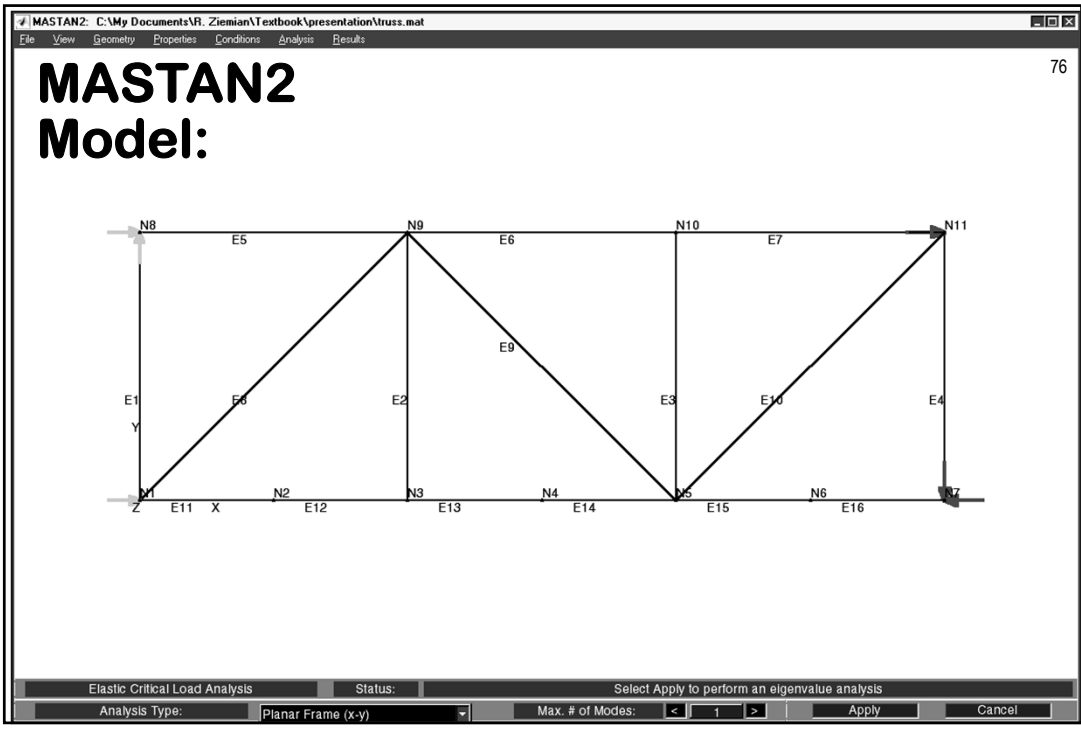 MASTAN2: C:\My Documents\R. Ziemian\Textbook\presentation\truss.mat
File View Geometry Properties Conditions Analysis Results
76
MASTAN2
Model:
N8 N9 N10 N11
E5 E6 E7
E9
E1 E8 E2 E3 E10 E4
Y
N1 N2 N3 N4 N5 N6 N7
Z E11 X E12 E13 E14 E15 E16
Elastic Critical Load Analysis Status: Select Apply to perform an eigenvalue analysis
Analysis Type: Planar Frame (x-y) Max. # of Modes: < 1 > Apply Cancel